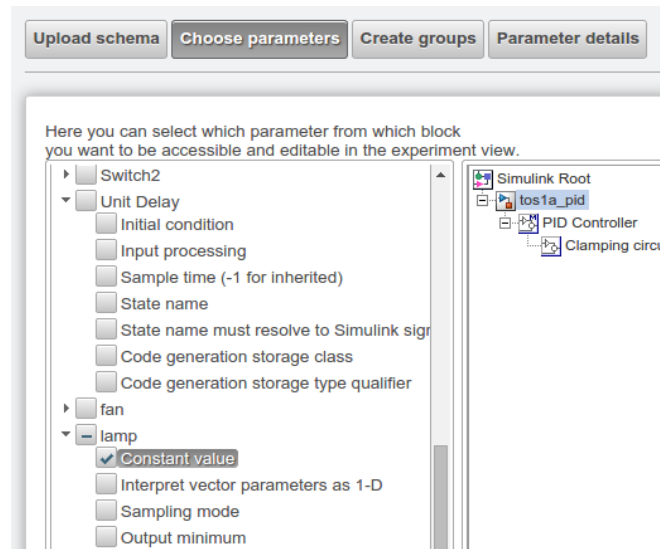 Upload schema Choose parameters Create groups Parameter details
Here you can select which parameter from which block
you want to be accessible and editable in the experiment view.
Switch2
Unit Delay
Initial condition
Input processing
Sample time (-1 for inherited)
State name
State name must resolve to Simulink sigr
Code generation storage class
Code generation storage type qualifier
fan
lamp
Constant value
Interpret vector parameters as 1-D
Sampling mode
Output minimum
Simulink Root
tos1a_pid
PID Controller
Clamping circu